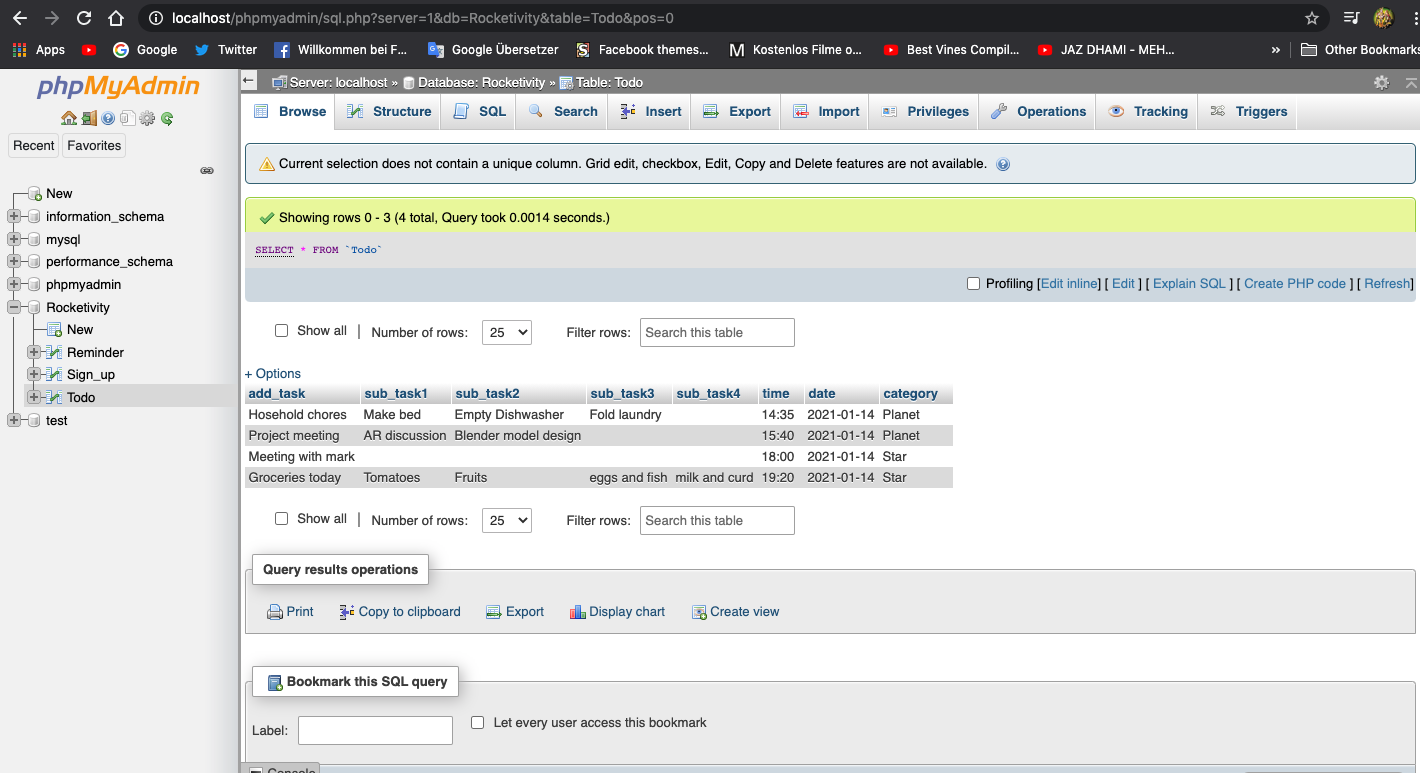 localhost/phpmyadmin/sql.php?server=1&db=Rocketivity&table=Todo&pos=0
Apps Google Twitter Willkommen bei F... Google Übersetzer Facebook themes... Kostenlos Filme o... Best Vines Compil... JAZ DHAMI - MEH... » Other Bookmarks
phpMyAdmin
Recent Favorites
New
information_schema
mysql
performance_schema
phpmyadmin
Rocketivity
New
Reminder
Sign_up
Todo
test
Server: localhost » Database: Rocketivity » Table: Todo
Browse Structure SQL Search Insert Export Import Privileges Operations Tracking Triggers
Current selection does not contain a unique column. Grid edit, checkbox, Edit, Copy and Delete features are not available.
Showing rows 0 - 3 (4 total, Query took 0.0014 seconds.)
SELECT * FROM `Todo`
Profiling [Edit inline] [ Edit ] [ Explain SQL ] [ Create PHP code ] [ Refresh]
Show all | Number of rows: 25 Filter rows: Search this table
+ Options
add_task sub_task1 sub_task2 sub_task3 sub_task4 time date category
Hosehold chores Make bed Empty Dishwasher Fold laundry 14:35 2021-01-14 Planet
Project meeting AR discussion Blender model design 15:40 2021-01-14 Planet
Meeting with mark 18:00 2021-01-14 Star
Groceries today Tomatoes Fruits eggs and fish milk and curd 19:20 2021-01-14 Star
Show all | Number of rows: 25 Filter rows: Search this table
Query results operations
Print Copy to clipboard Export Display chart Create view
Bookmark this SQL query
Label: Let every user access this bookmark
Console